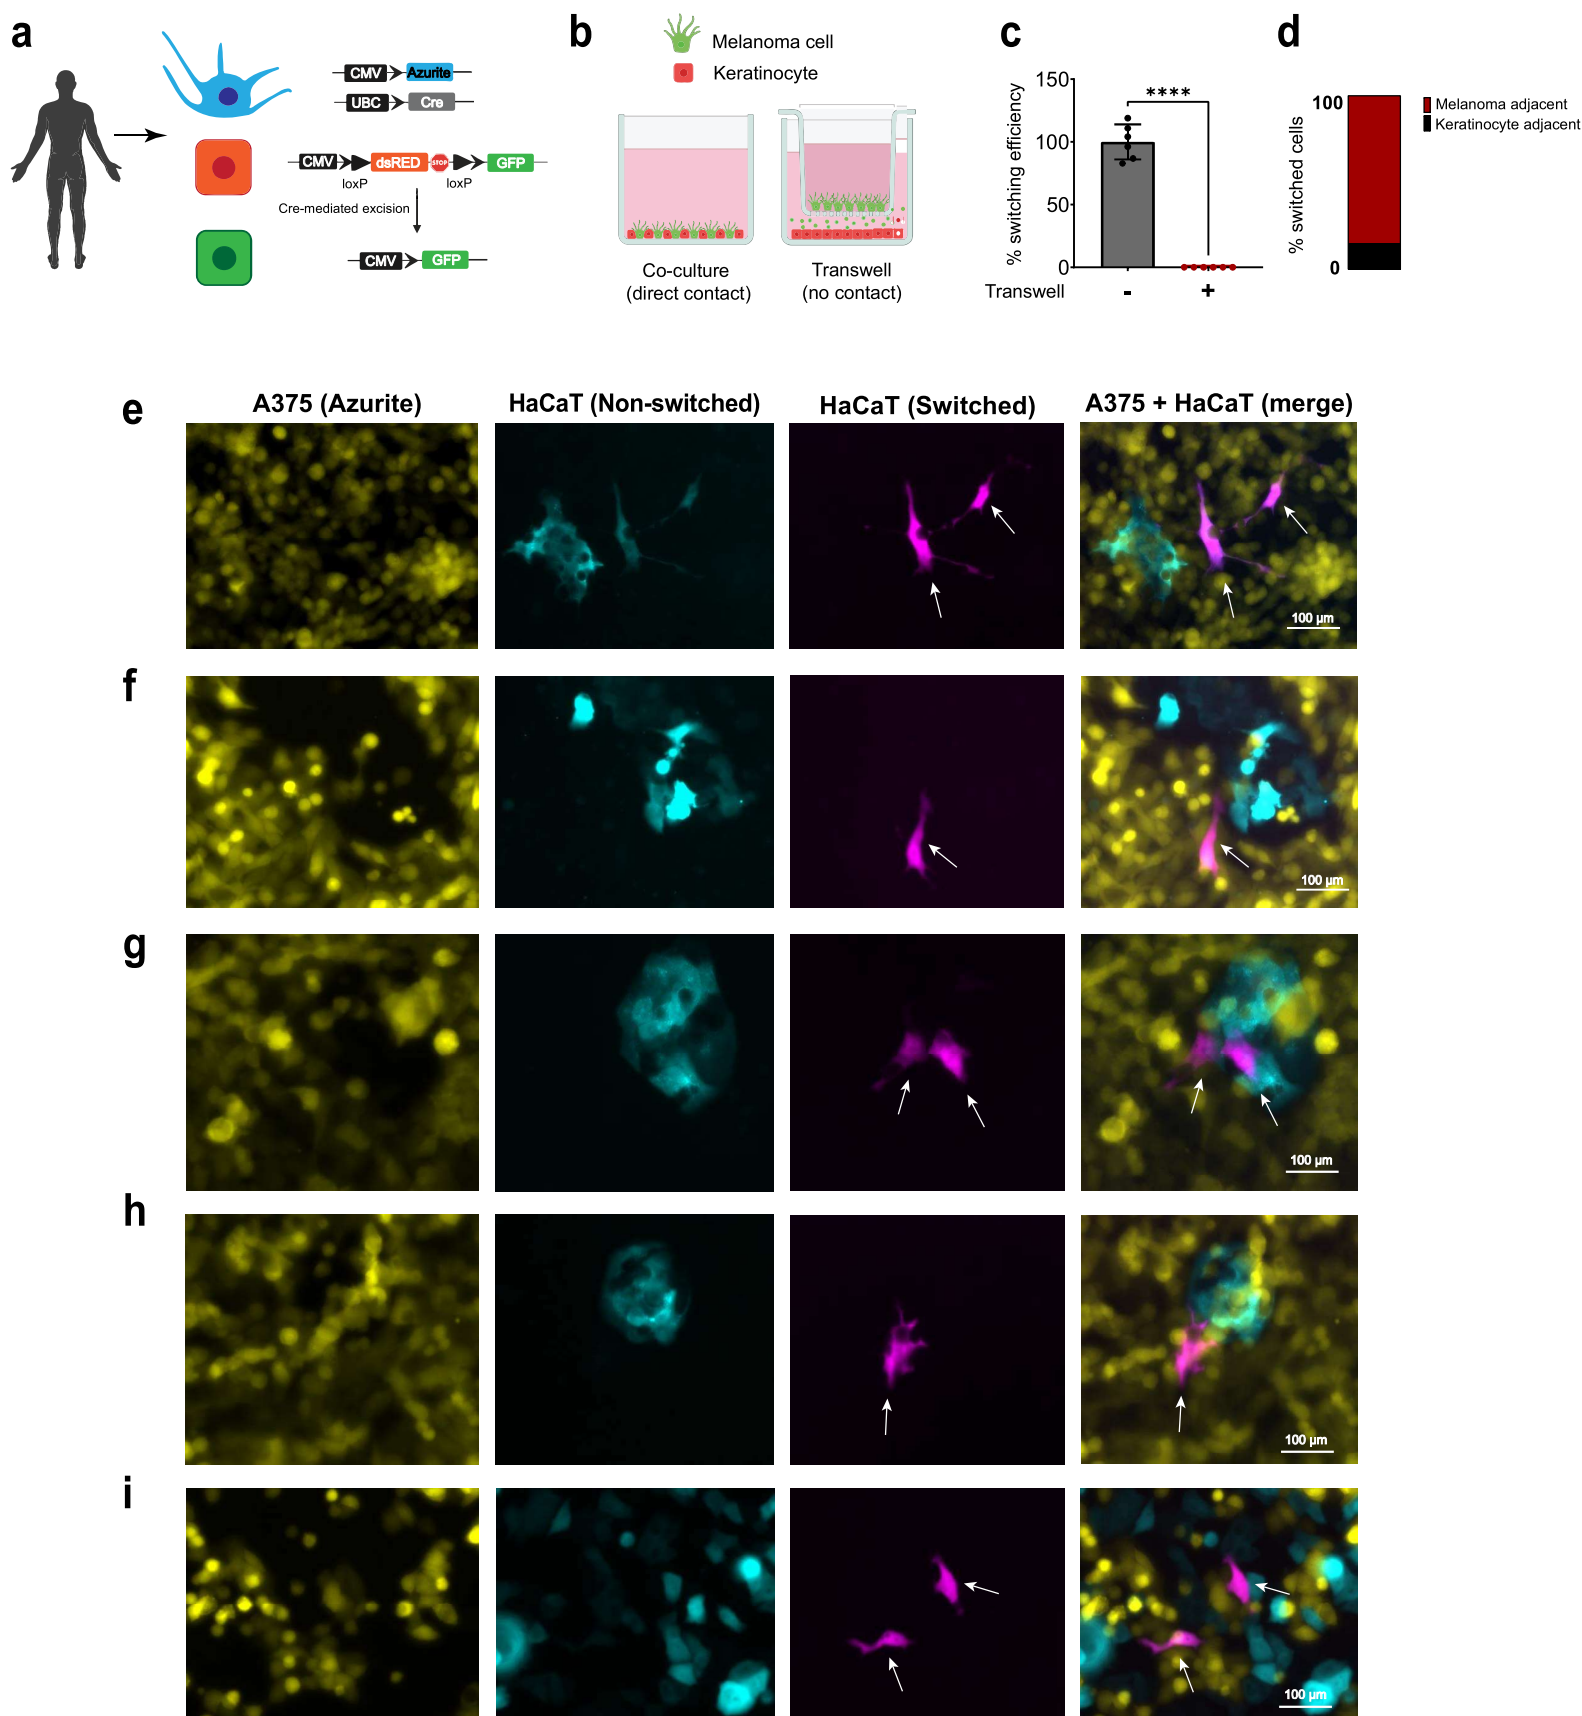 a
CMV Azurite
UBC Cre
CMV dsRED STOP GFP
loxP loxP
Cre-mediated excision
CMV GFP
b
Melanoma cell
Keratinocyte
Co-culture
(direct contact)
Transwell
(no contact)
c
% switching efficiency
150
100
50
0
****
Transwell - +
d
% switched cells
100
0
Melanoma adjacent
Keratinocyte adjacent
e
A375 (Azurite)
HaCaT (Non-switched)
HaCaT (Switched)
A375 + HaCaT (merge)
100 µm
f
100 µm
g
100 µm
h
100 µm
i
100 µm